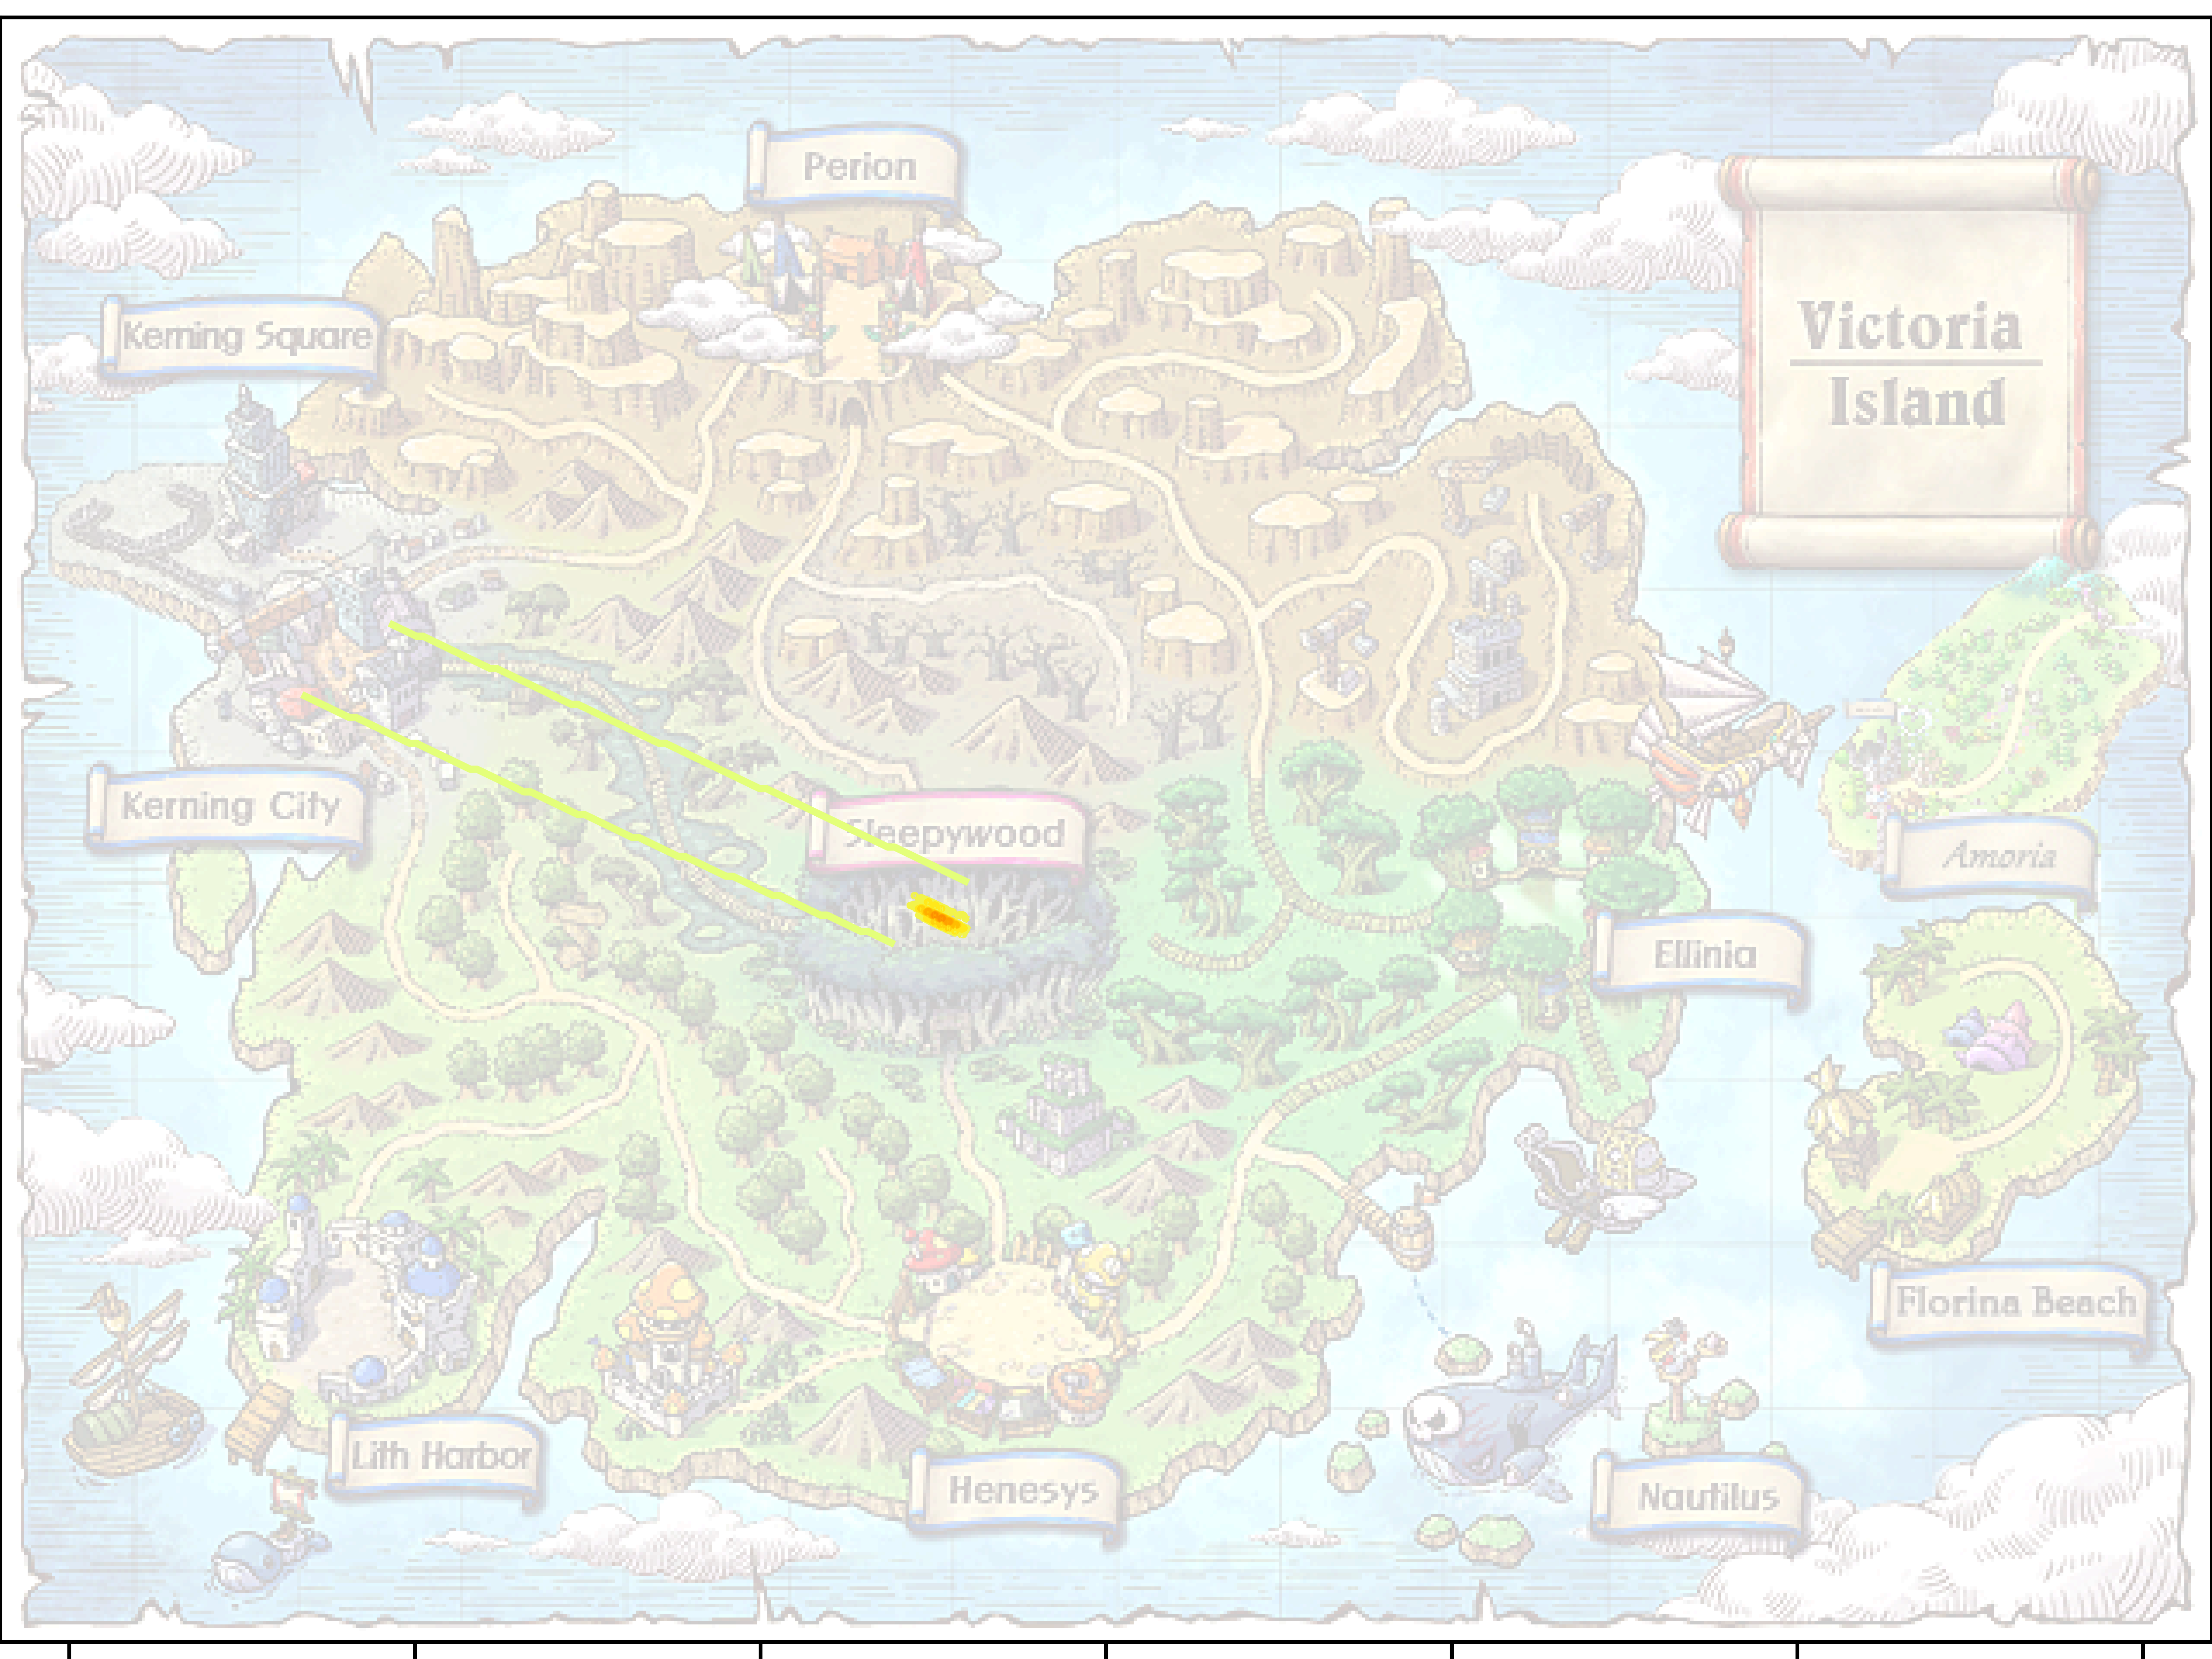 Perion
Kerning Square
Victoria
Island
Kerning City
Sleepywood
Amoria
Ellinia
Florina Beach
Lith Harbor
Henesys
Nautilus